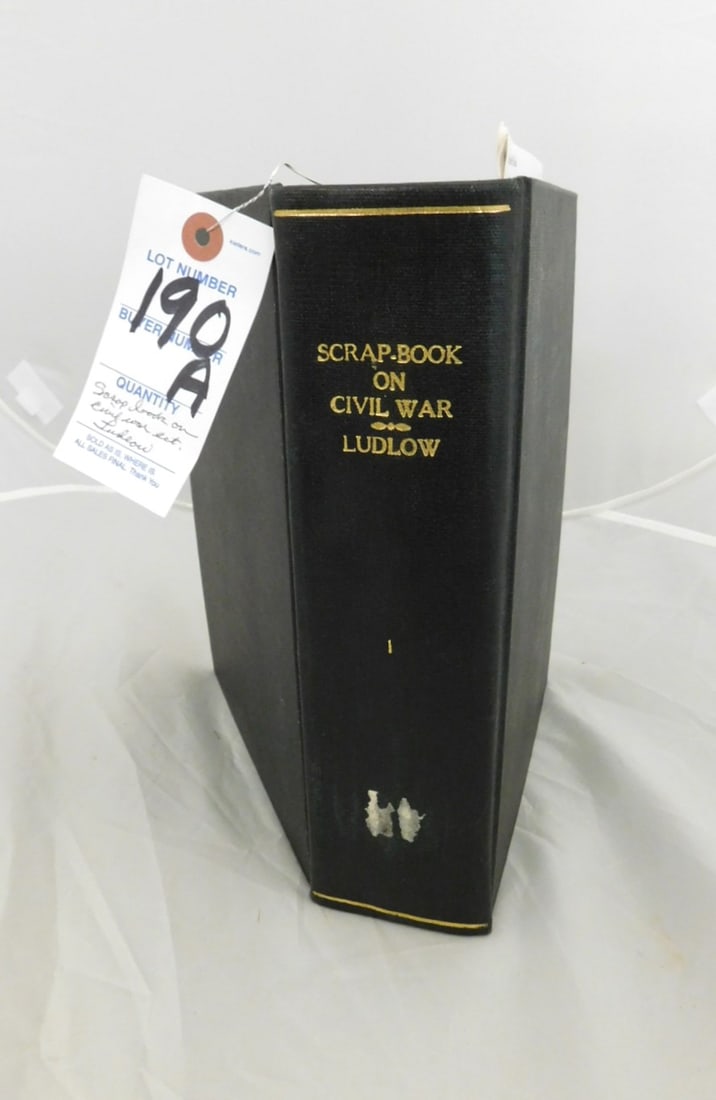 LOT NUMBER
190
A
BUYER NUMBER
QUANTITY
Scrap book on
Civil war ect.
Ludlow
SOLD AS IS, WHERE IS
ALL SALES FINAL Thank You
SCRAP-BOOK
ON
CIVIL WAR
LUDLOW
1